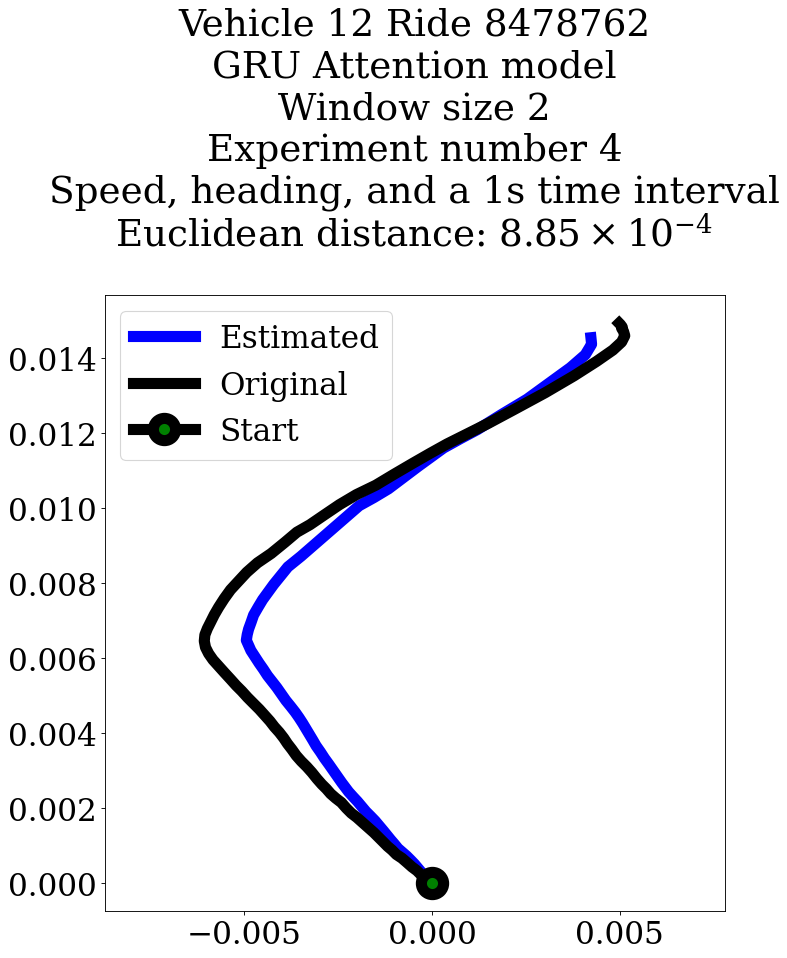 Vehicle 12 Ride 8478762
GRU Attention model
Window size 2
Experiment number 4
Speed, heading, and a 1s time interval
Euclidean distance: 8.85 × 10⁻⁴
Estimated
Original
Start
0.014
0.012
0.010
0.008
0.006
0.004
0.002
0.000
−0.005 0.000 0.005